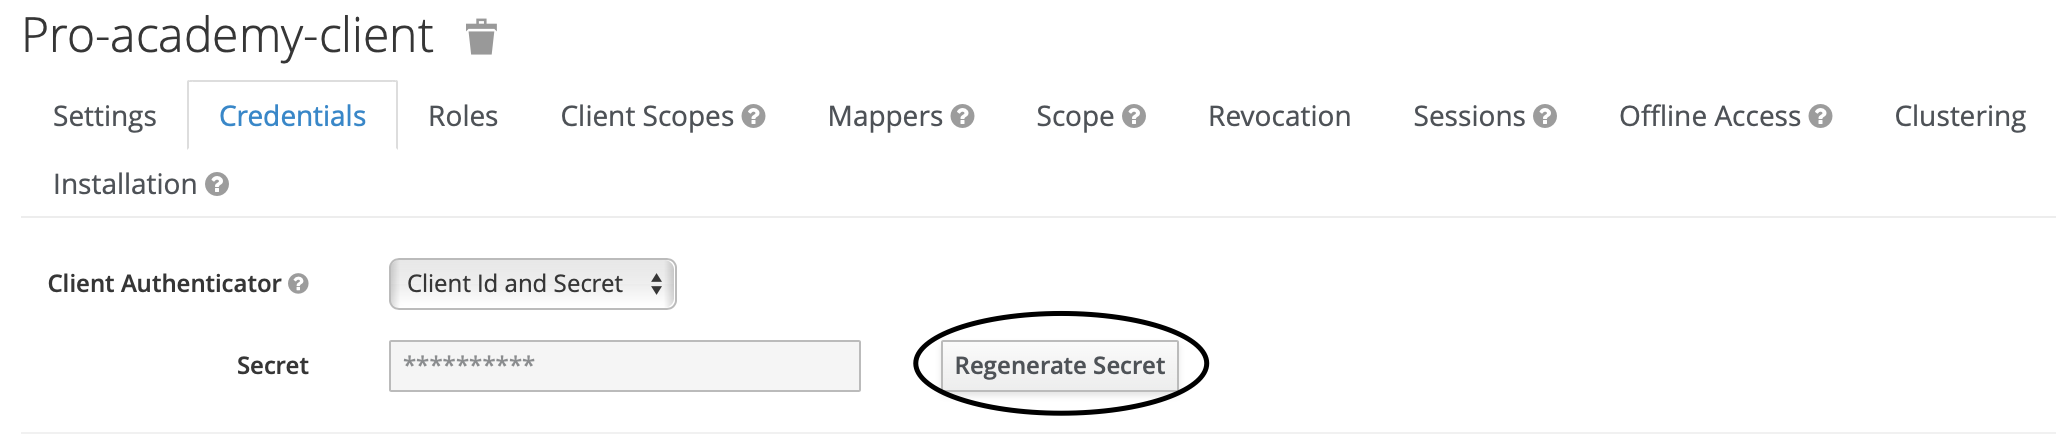 Pro-academy-client
Settings Credentials Roles Client Scopes ? Mappers ? Scope ? Revocation Sessions ? Offline Access ? Clustering
Installation ?
Client Authenticator ? Client Id and Secret
Secret ********** Regenerate Secret